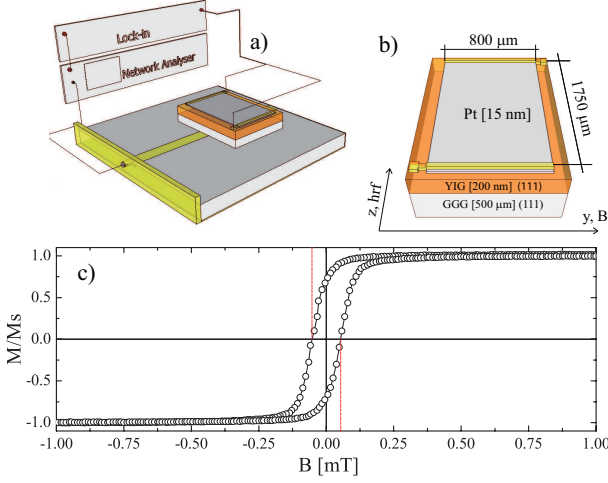 a)
Lock-in
Network Analyser
b)
800 μm
1750 μm
Pt [15 nm]
YIG [200 nm] (111)
GGG [500 μm] (111)
z, hrf
y, B
c)
M/Ms
1.0
0.5
0.0
-0.5
-1.0
-1.00 -0.75 -0.50 -0.25 0.00 0.25 0.50 0.75 1.00
B [mT]